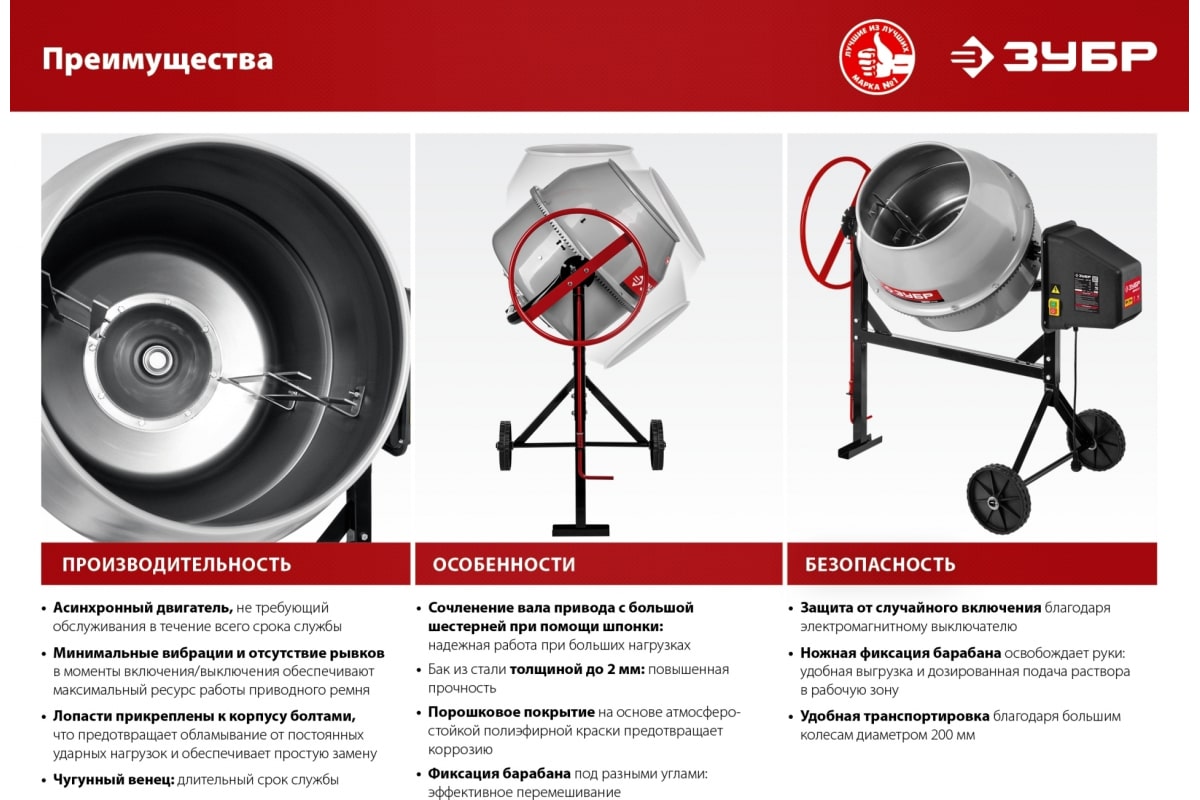 Преимущества
ЛУЧШИЕ ИЗ ЛУЧШИХ
МАРКА №1
ЗУБР
ЗУБР
ЗУБР
ЗУБР
ПРОИЗВОДИТЕЛЬНОСТЬ
• Асинхронный двигатель, не требующий
обслуживания в течение всего срока службы
• Минимальные вибрации и отсутствие рывков
в моменты включения/выключения обеспечивают
максимальный ресурс работы приводного ремня
• Лопасти прикреплены к корпусу болтами,
что предотвращает обламывание от постоянных
ударных нагрузок и обеспечивает простую замену
• Чугунный венец: длительный срок службы
ОСОБЕННОСТИ
• Сочленение вала привода с большой
шестерней при помощи шпонки:
надежная работа при больших нагрузках
• Бак из стали толщиной до 2 мм: повышенная
прочность
• Порошковое покрытие на основе атмосферо-
стойкой полиэфирной краски предотвращает
коррозию
• Фиксация барабана под разными углами:
эффективное перемешивание
БЕЗОПАСНОСТЬ
• Защита от случайного включения благодаря
электромагнитному выключателю
• Ножная фиксация барабана освобождает руки:
удобная выгрузка и дозированная подача раствора
в рабочую зону
• Удобная транспортировка благодаря большим
колесам диаметром 200 мм